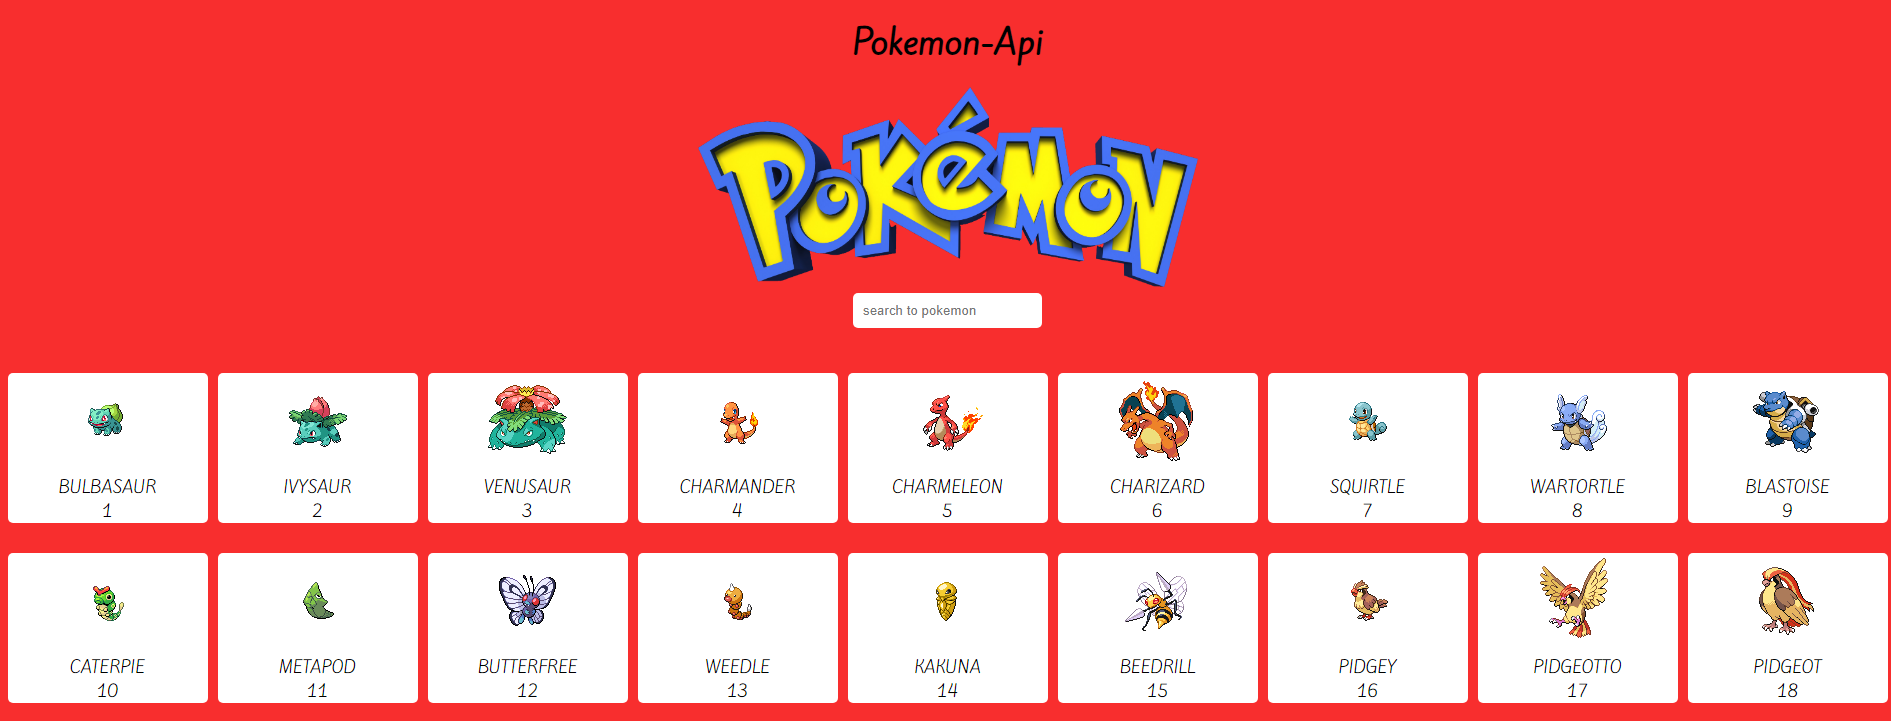 Pokemon-Api
POKéMON
search to pokemon
BULBASAUR
1
IVYSAUR
2
VENUSAUR
3
CHARMANDER
4
CHARMELEON
5
CHARIZARD
6
SQUIRTLE
7
WARTORTLE
8
BLASTOISE
9
CATERPIE
10
METAPOD
11
BUTTERFREE
12
WEEDLE
13
KAKUNA
14
BEEDRILL
15
PIDGEY
16
PIDGEOTTO
17
PIDGEOT
18